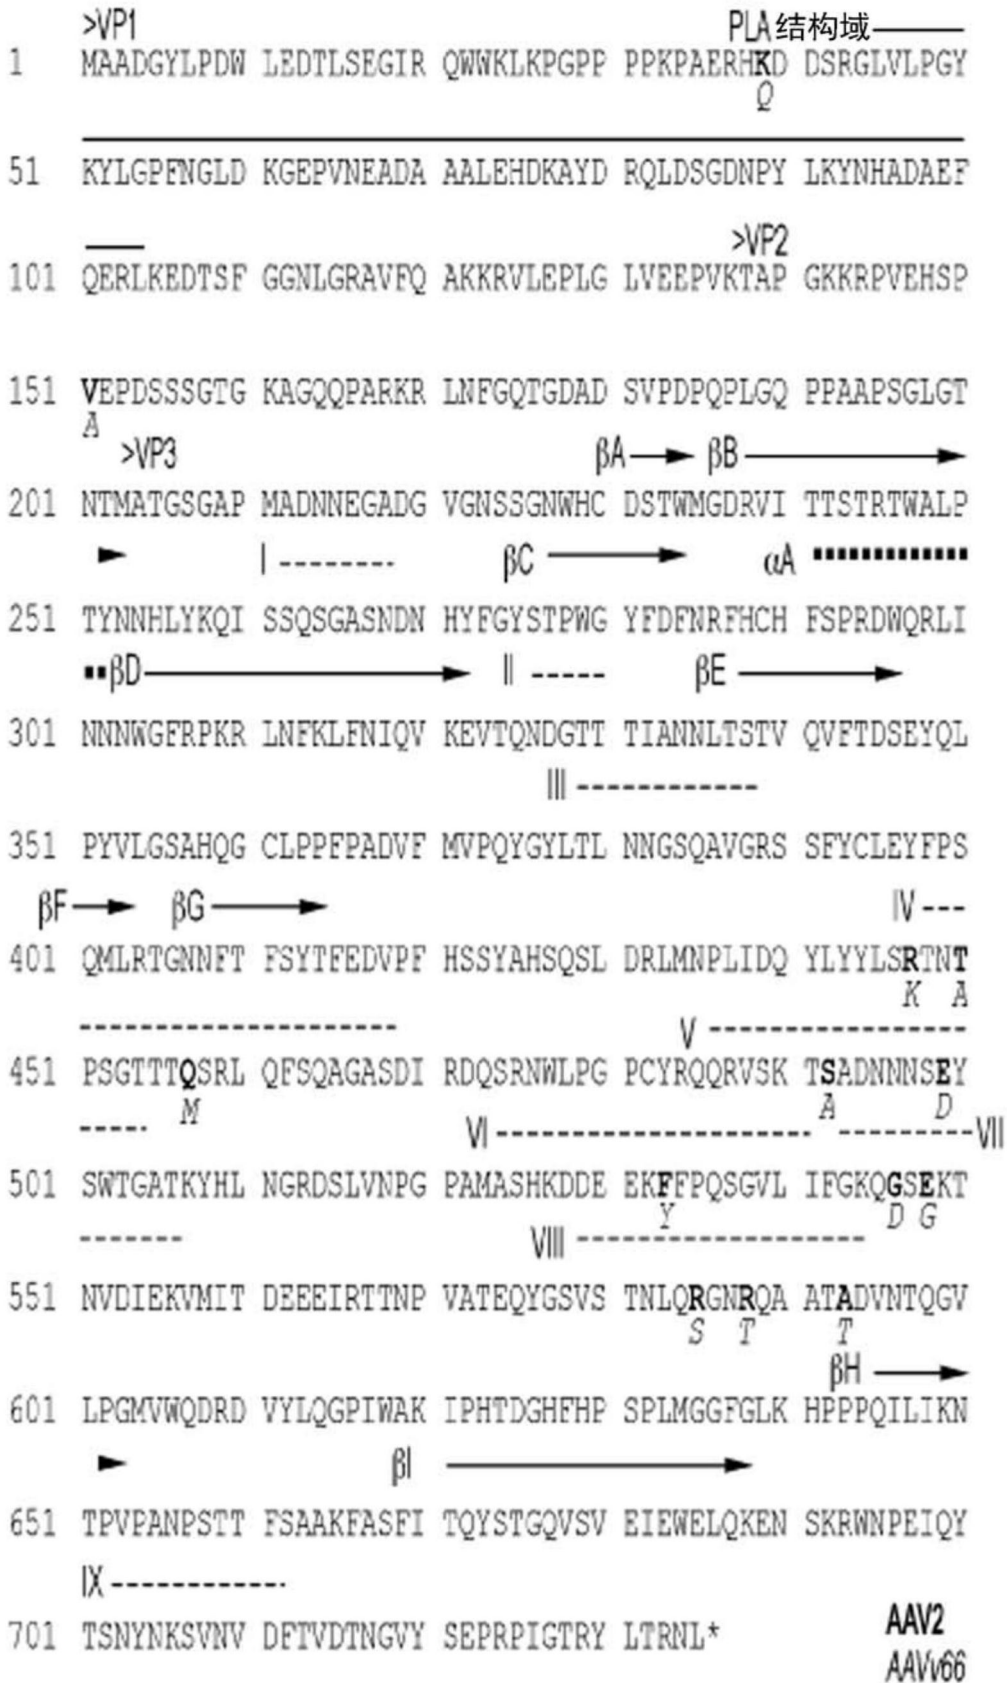 >VP1 PLA结构域
1 MAADGYLPDW LEDTLSEGIR QWWKLKPGPP PPKPAERHKD DSRGLVLPGY
Q
51 KYLGPFNGLD KGEPVNEADA AALEHDKAYD RQLDSGDNPY LKYNHADAEF
>VP2
101 QERLKEDTSF GGNLGRAVFQ AKKRVLEPLG LVEEPVKTAP GKKRPVEHSP
151 VEPDSSSGTG KAGQQPARKR LNFGQTGDAD SVPDPQPLGQ PPAAPSGLGT
A
>VP3 βA βB
201 NTMATGSGAP MADNNEGADG VGNSSGNWHC DSTWMGDRVI TTSTRTWALP
I βC αA
251 TYNNHLYKQI SSQSGASNDN HYFGYSTPWG YFDFNRFHCH FSPRDWQRLI
βD II βE
301 NNNWGFRPKR LNFKLFNIQV KEVTQNDGTT TIANNLTSTV QVFTDSEYQL
III
351 PYVLGSAHQG CLPPFPADVF MVPQYGYLTL NNGSQAVGRS SFYCLEYFPS
βF βG IV
401 QMLRTGNNFT FSYTFEDVPF HSSYAHSQSL DRLMNPLIDQ YLYYLSRTNT
K A
V
451 PSGTTTQSRL QFSQAGASDI RDQSRNWLPG PCYRQQRVSK TSADNNNSEY
M A D
VI VII
501 SWTGATKYHL NGRDSLVNPG PAMASHKDDE EKFFPQSGVL IFGKQGSEKT
Y D G
VIII
551 NVDIEKVMIT DEEEIRTTNP VATEQYGSVS TNLQRGNRQA ATADVNTQGV
S T T
βH
601 LPGMVWQDRD VYLQGPIWAK IPHTDGHFHP SPLMGGFGLK HPPPQILIKN
βI
651 TPVPANPSTT FSAAKFASFI TQYSTGQVSV EIEWELQKEN SKRWNPEIQY
IX
701 TSNYNKSVNV DFTVDTNGVY SEPRPIGTRY LTRNL*
AAV2
AAVv66